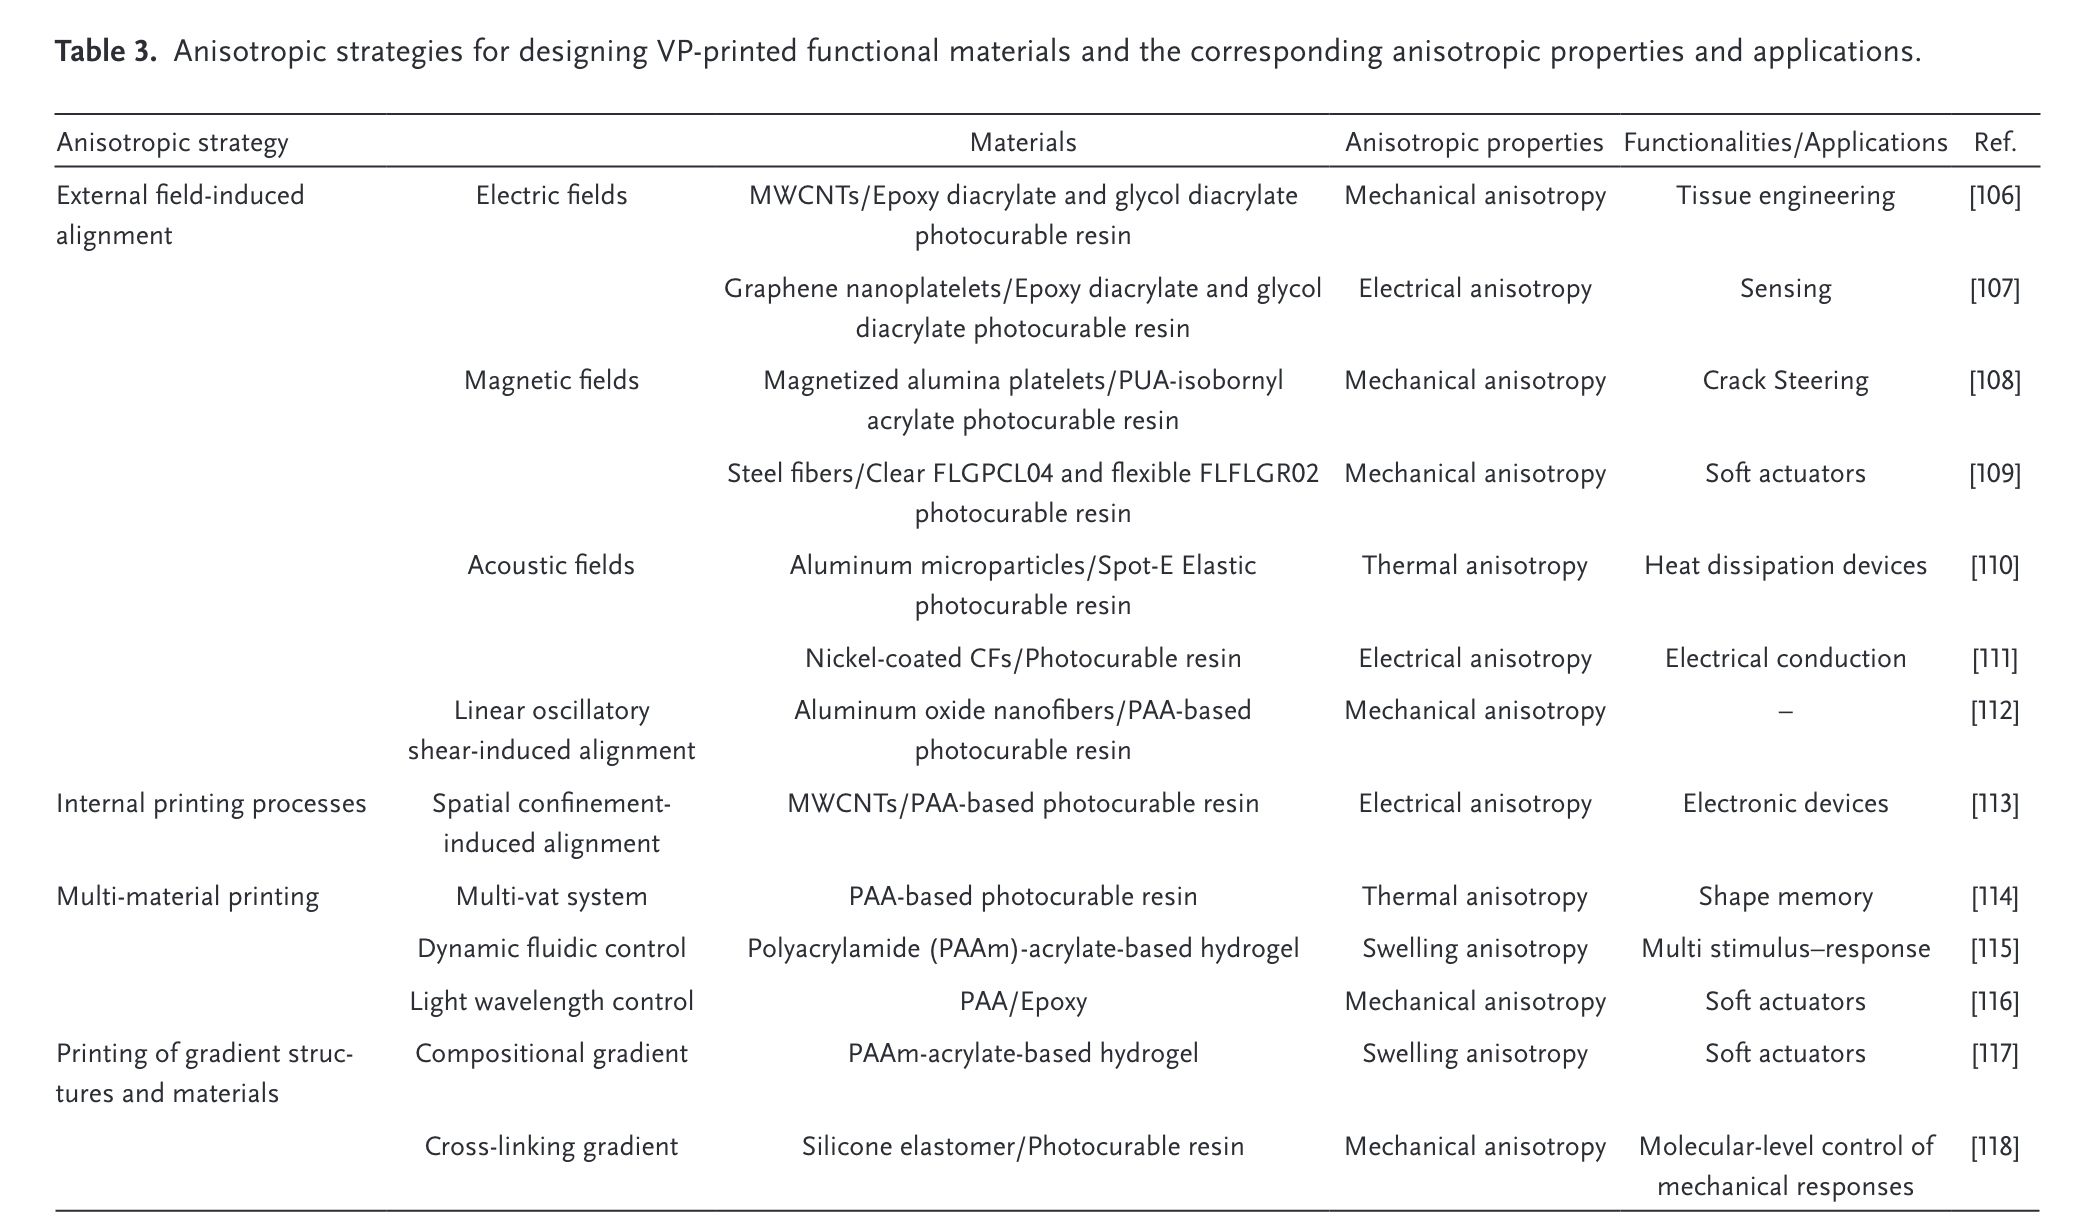 Table 3. Anisotropic strategies for designing VP-printed functional materials and the corresponding anisotropic properties and applications.
Anisotropic strategy Materials Anisotropic properties Functionalities/Applications Ref.
External field-induced Electric fields MWCNTs/Epoxy diacrylate and glycol diacrylate Mechanical anisotropy Tissue engineering [106]
alignment photocurable resin
Graphene nanoplatelets/Epoxy diacrylate and glycol Electrical anisotropy Sensing [107]
diacrylate photocurable resin
Magnetic fields Magnetized alumina platelets/PUA-isobornyl Mechanical anisotropy Crack Steering [108]
acrylate photocurable resin
Steel fibers/Clear FLGPCL04 and flexible FLFLGR02 Mechanical anisotropy Soft actuators [109]
photocurable resin
Acoustic fields Aluminum microparticles/Spot-E Elastic Thermal anisotropy Heat dissipation devices [110]
photocurable resin
Nickel-coated CFs/Photocurable resin Electrical anisotropy Electrical conduction [111]
Linear oscillatory Aluminum oxide nanofibers/PAA-based Mechanical anisotropy – [112]
shear-induced alignment photocurable resin
Internal printing processes Spatial confinement- MWCNTs/PAA-based photocurable resin Electrical anisotropy Electronic devices [113]
induced alignment
Multi-material printing Multi-vat system PAA-based photocurable resin Thermal anisotropy Shape memory [114]
Dynamic fluidic control Polyacrylamide (PAAm)-acrylate-based hydrogel Swelling anisotropy Multi stimulus–response [115]
Light wavelength control PAA/Epoxy Mechanical anisotropy Soft actuators [116]
Printing of gradient struc- Compositional gradient PAAm-acrylate-based hydrogel Swelling anisotropy Soft actuators [117]
tures and materials
Cross-linking gradient Silicone elastomer/Photocurable resin Mechanical anisotropy Molecular-level control of [118]
mechanical responses